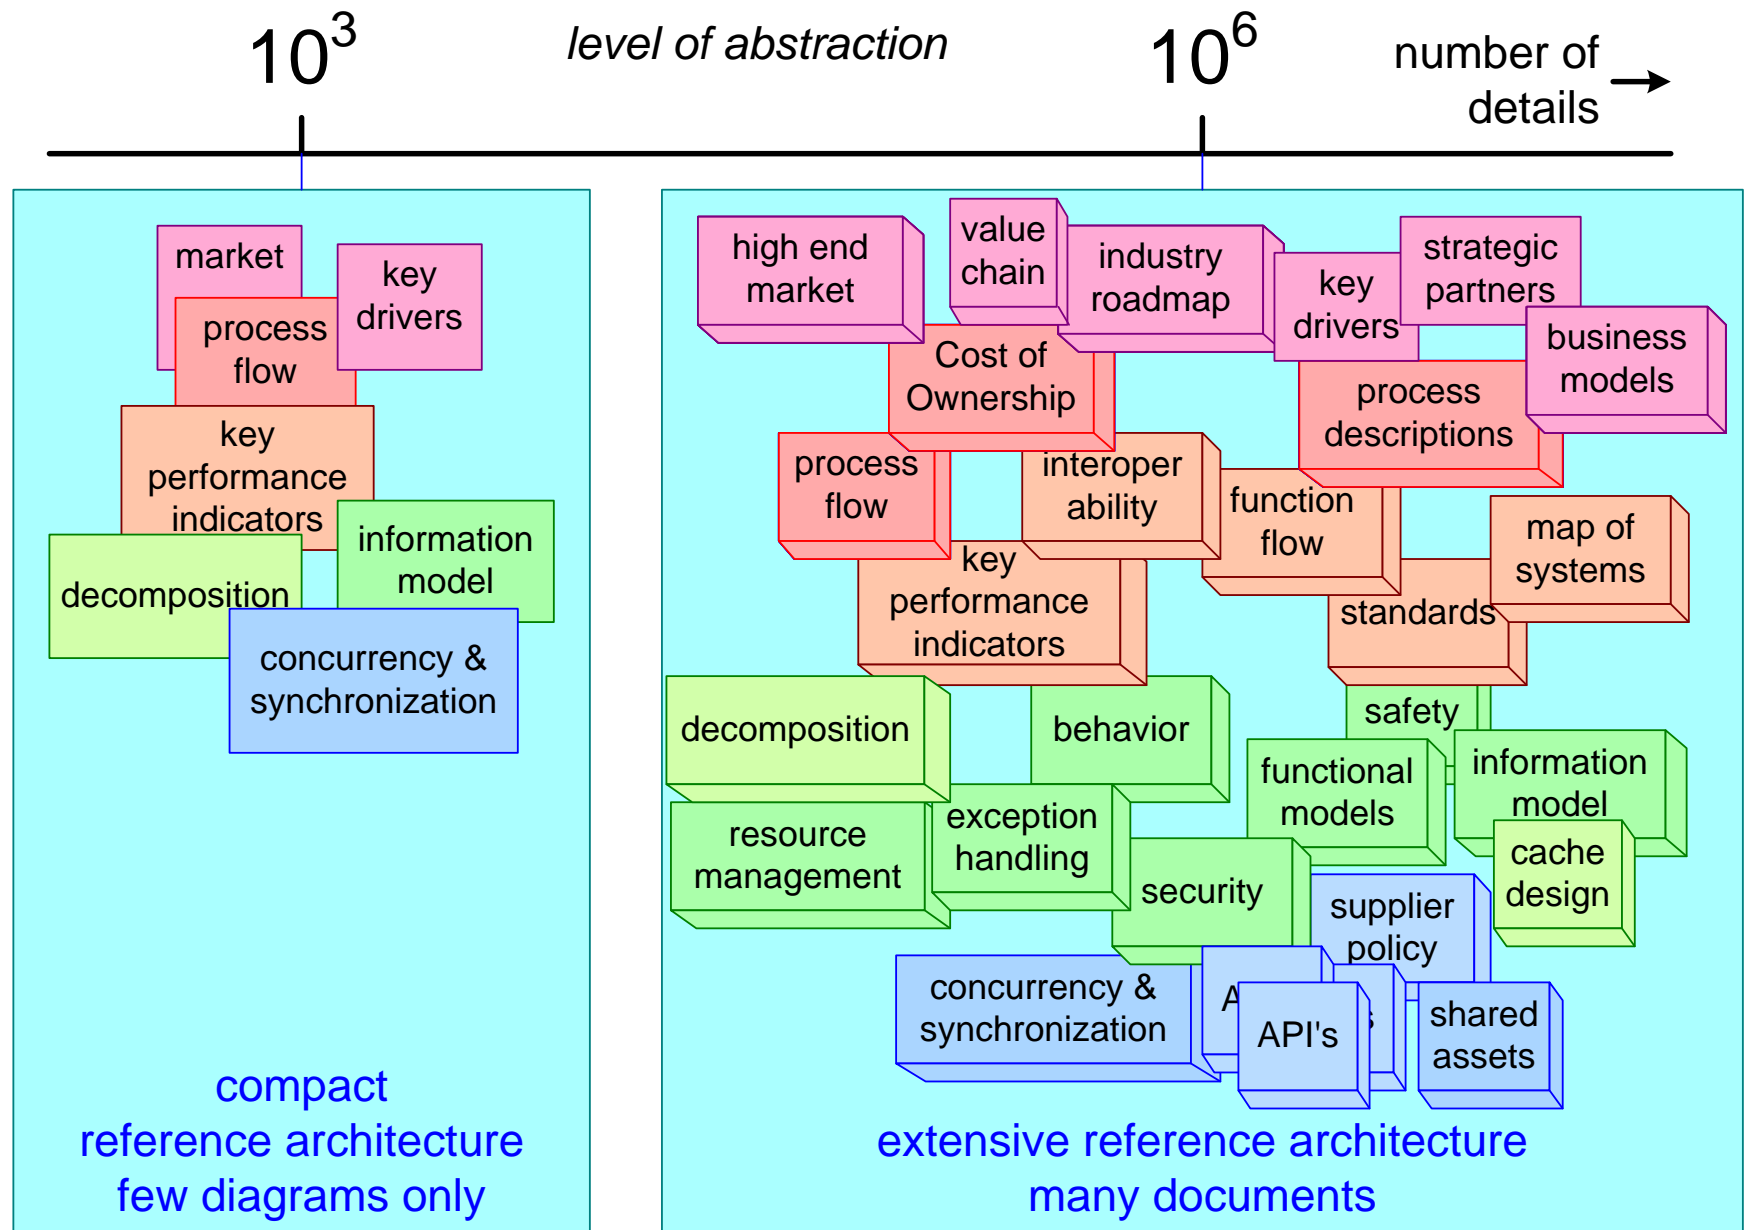 10³
level of abstraction
10⁶
number of
details
market
key
drivers
process
flow
key
performance
indicators
information
model
decomposition
concurrency &
synchronization
compact
reference architecture
few diagrams only
high end
market
value
chain
industry
roadmap
key
drivers
strategic
partners
business
models
Cost of
Ownership
process
descriptions
process
flow
interoper
ability
function
flow
map of
systems
key
performance
indicators
standards
decomposition
behavior
safety
functional
models
information
model
resource
management
exception
handling
security
cache
design
supplier
policy
concurrency &
synchronization
API's
shared
assets
extensive reference architecture
many documents